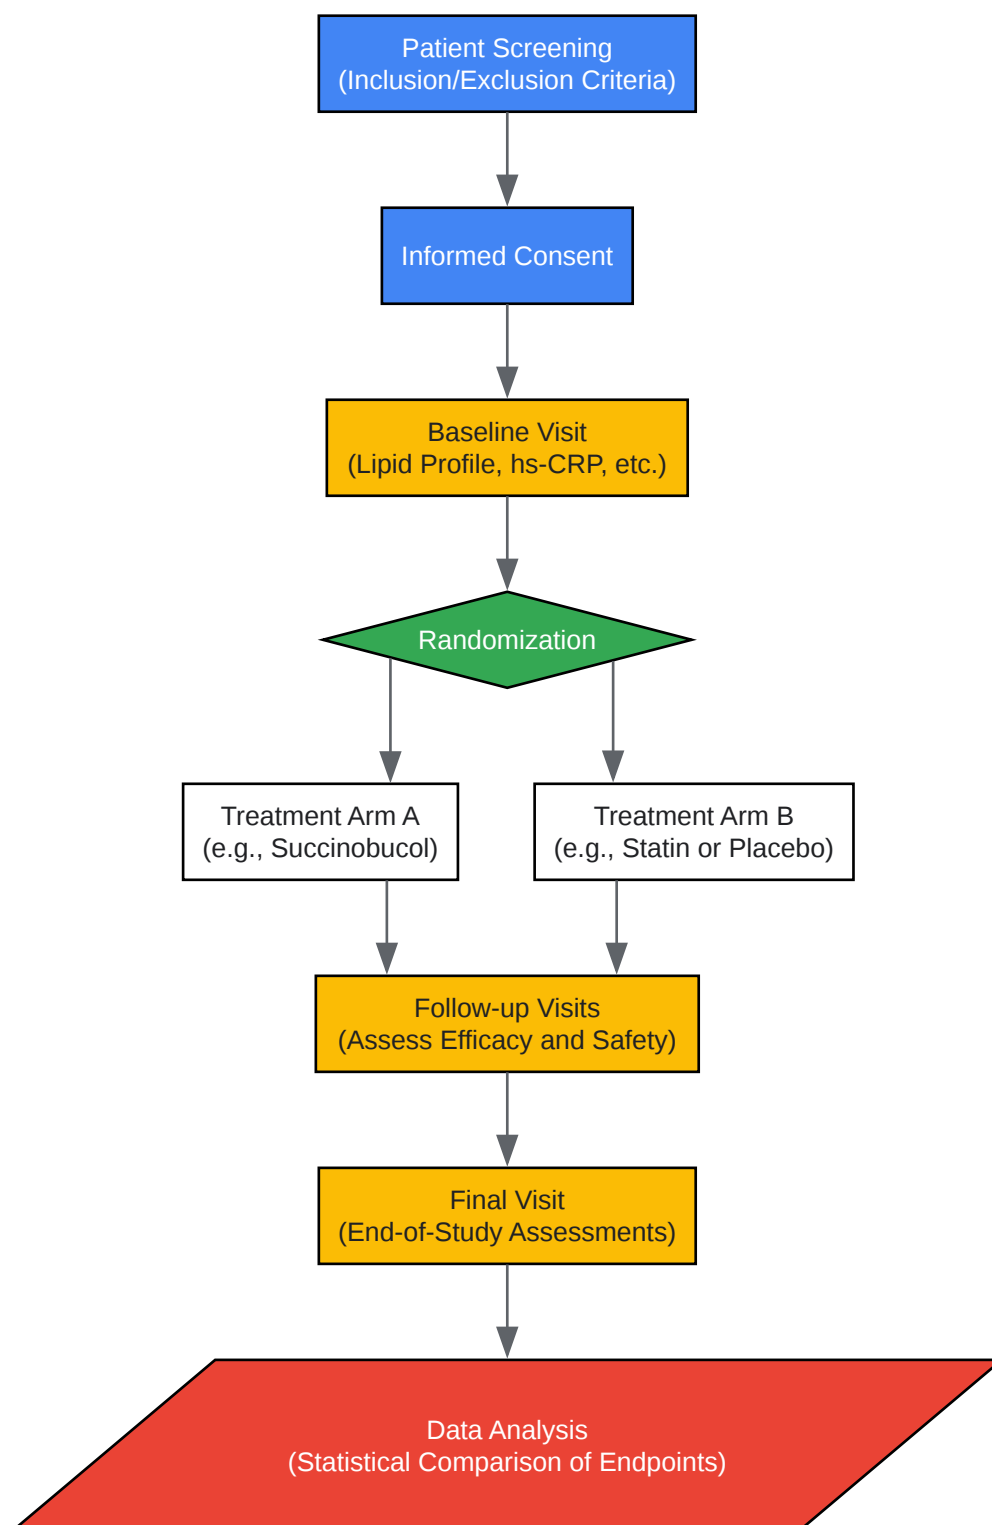 Patient Screening
(Inclusion/Exclusion Criteria)
Informed Consent
Baseline Visit
(Lipid Profile, hs-CRP, etc.)
Randomization
Treatment Arm A
(e.g., Succinobucol)
Treatment Arm B
(e.g., Statin or Placebo)
Follow-up Visits
(Assess Efficacy and Safety)
Final Visit
(End-of-Study Assessments)
Data Analysis
(Statistical Comparison of Endpoints)